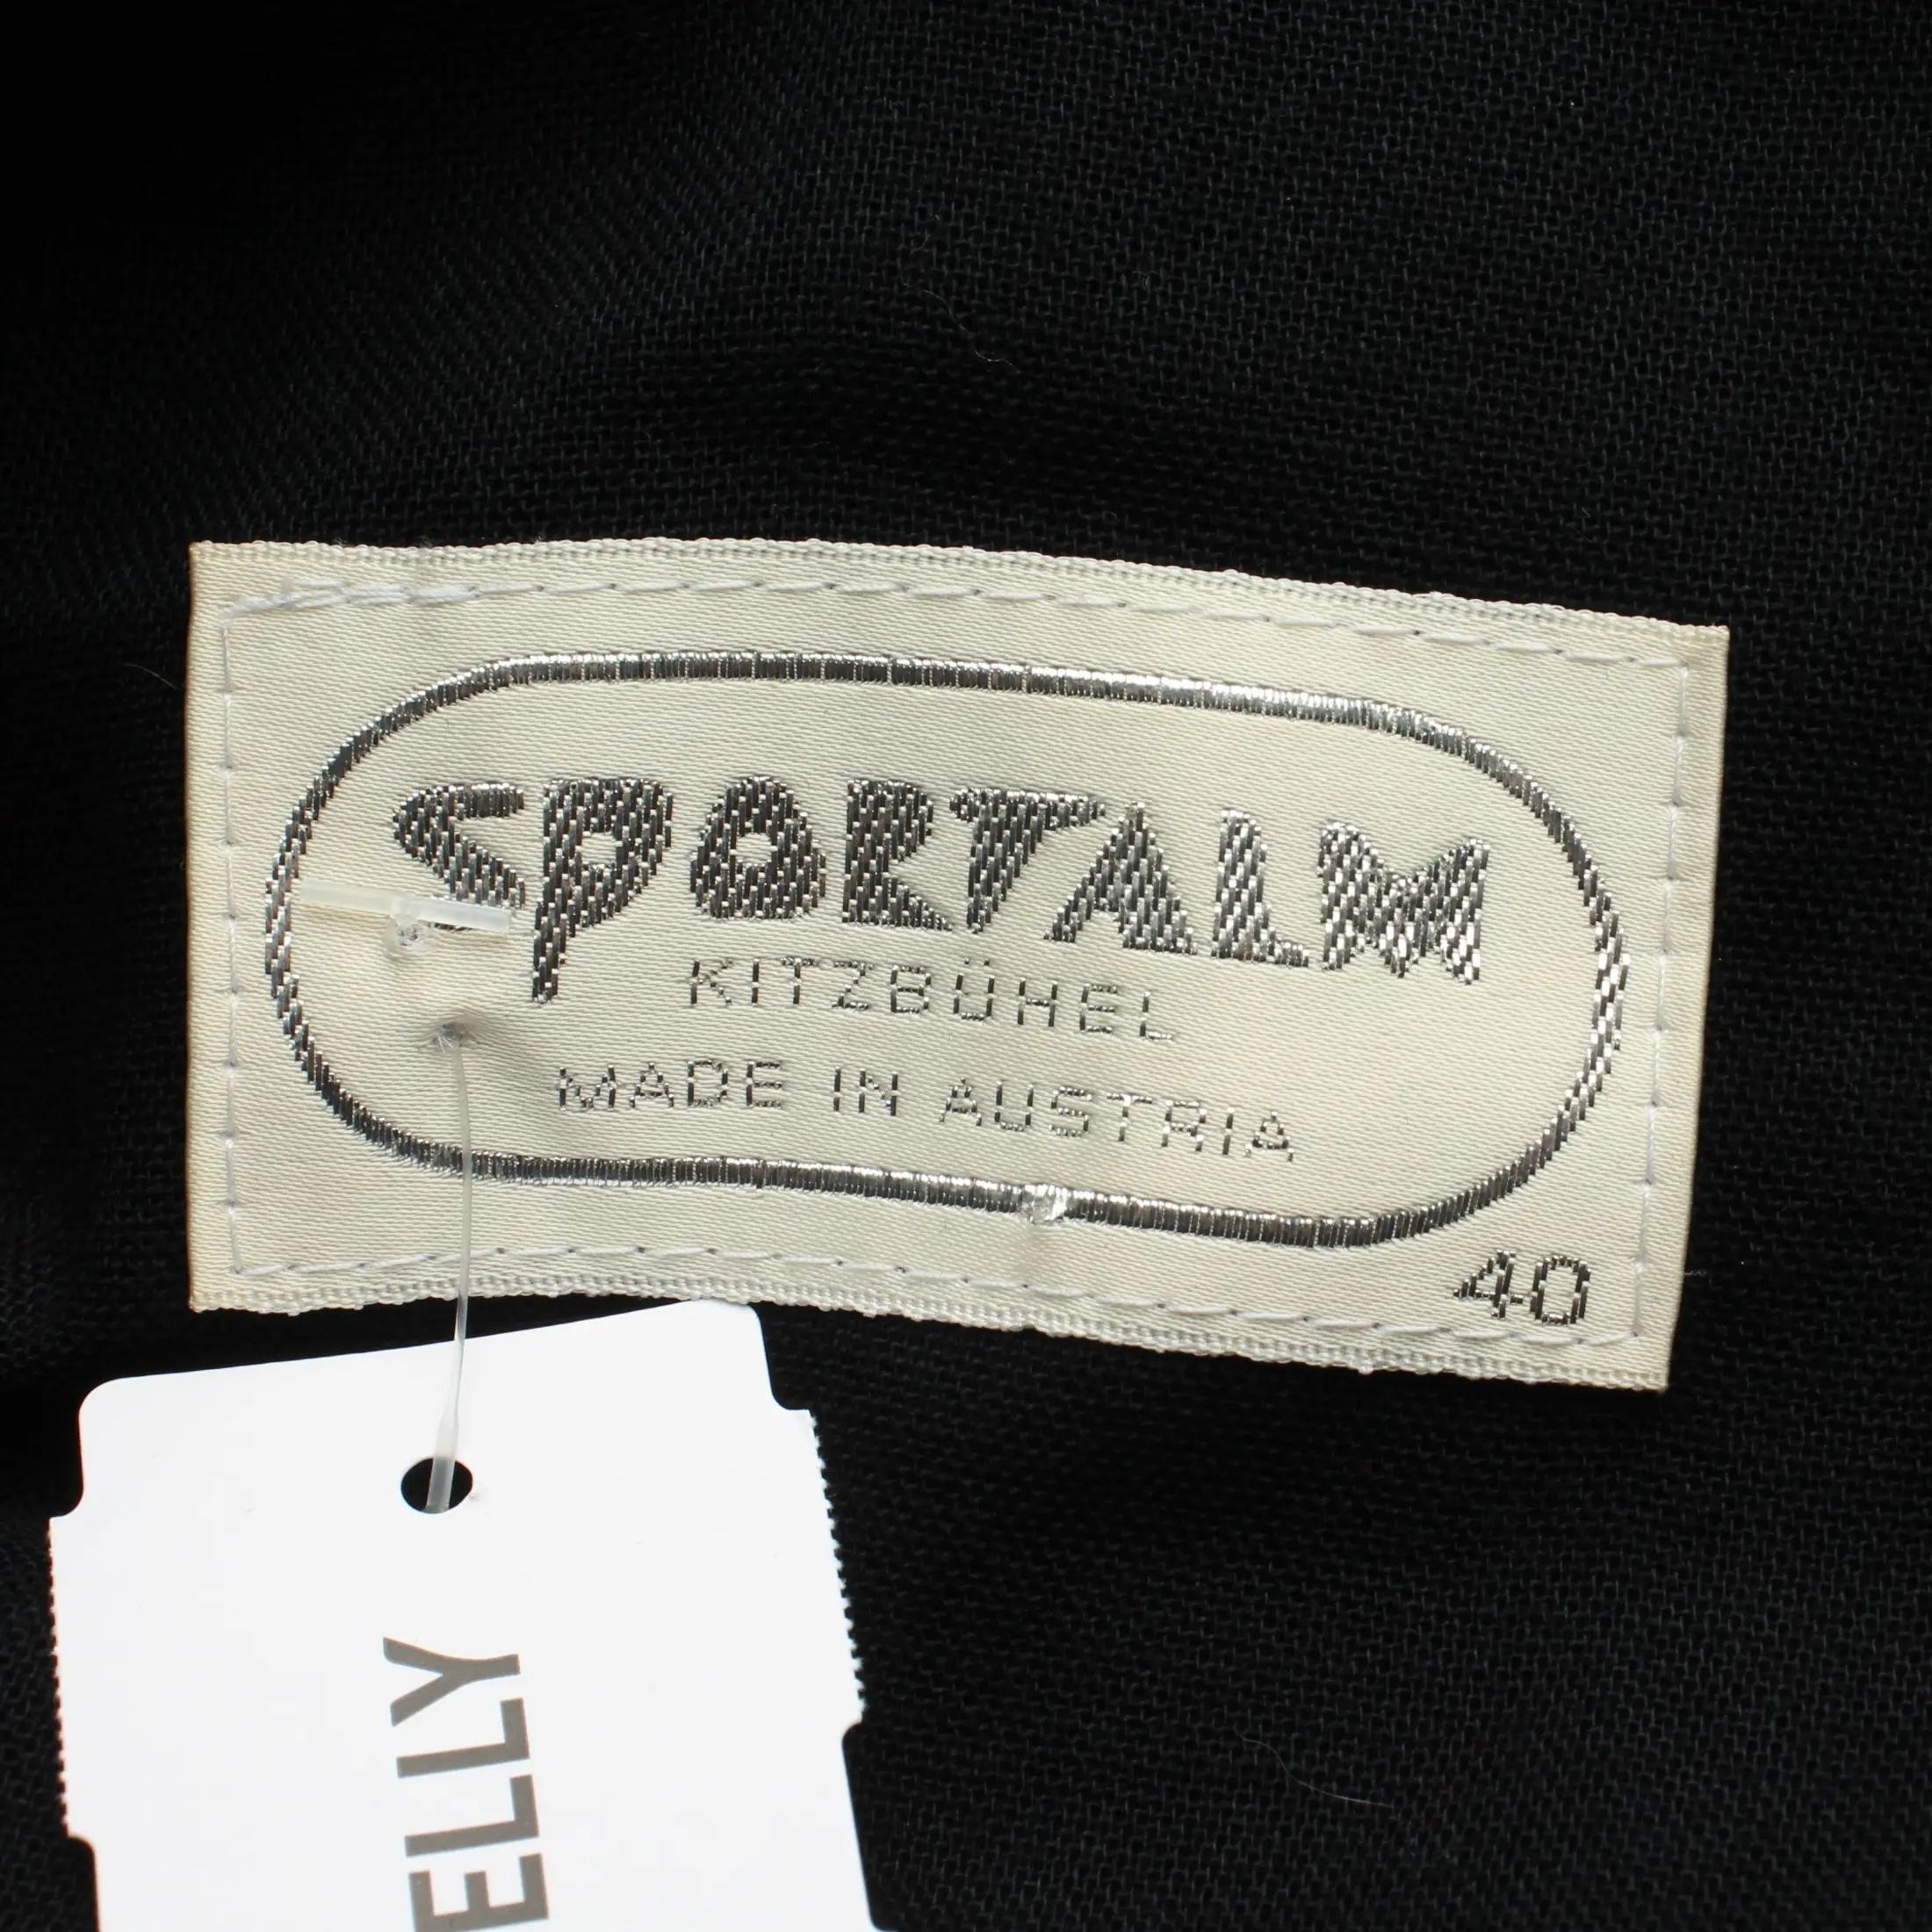 SPORTALM
KITZBÜHEL
MADE IN AUSTRIA
40
ELLY